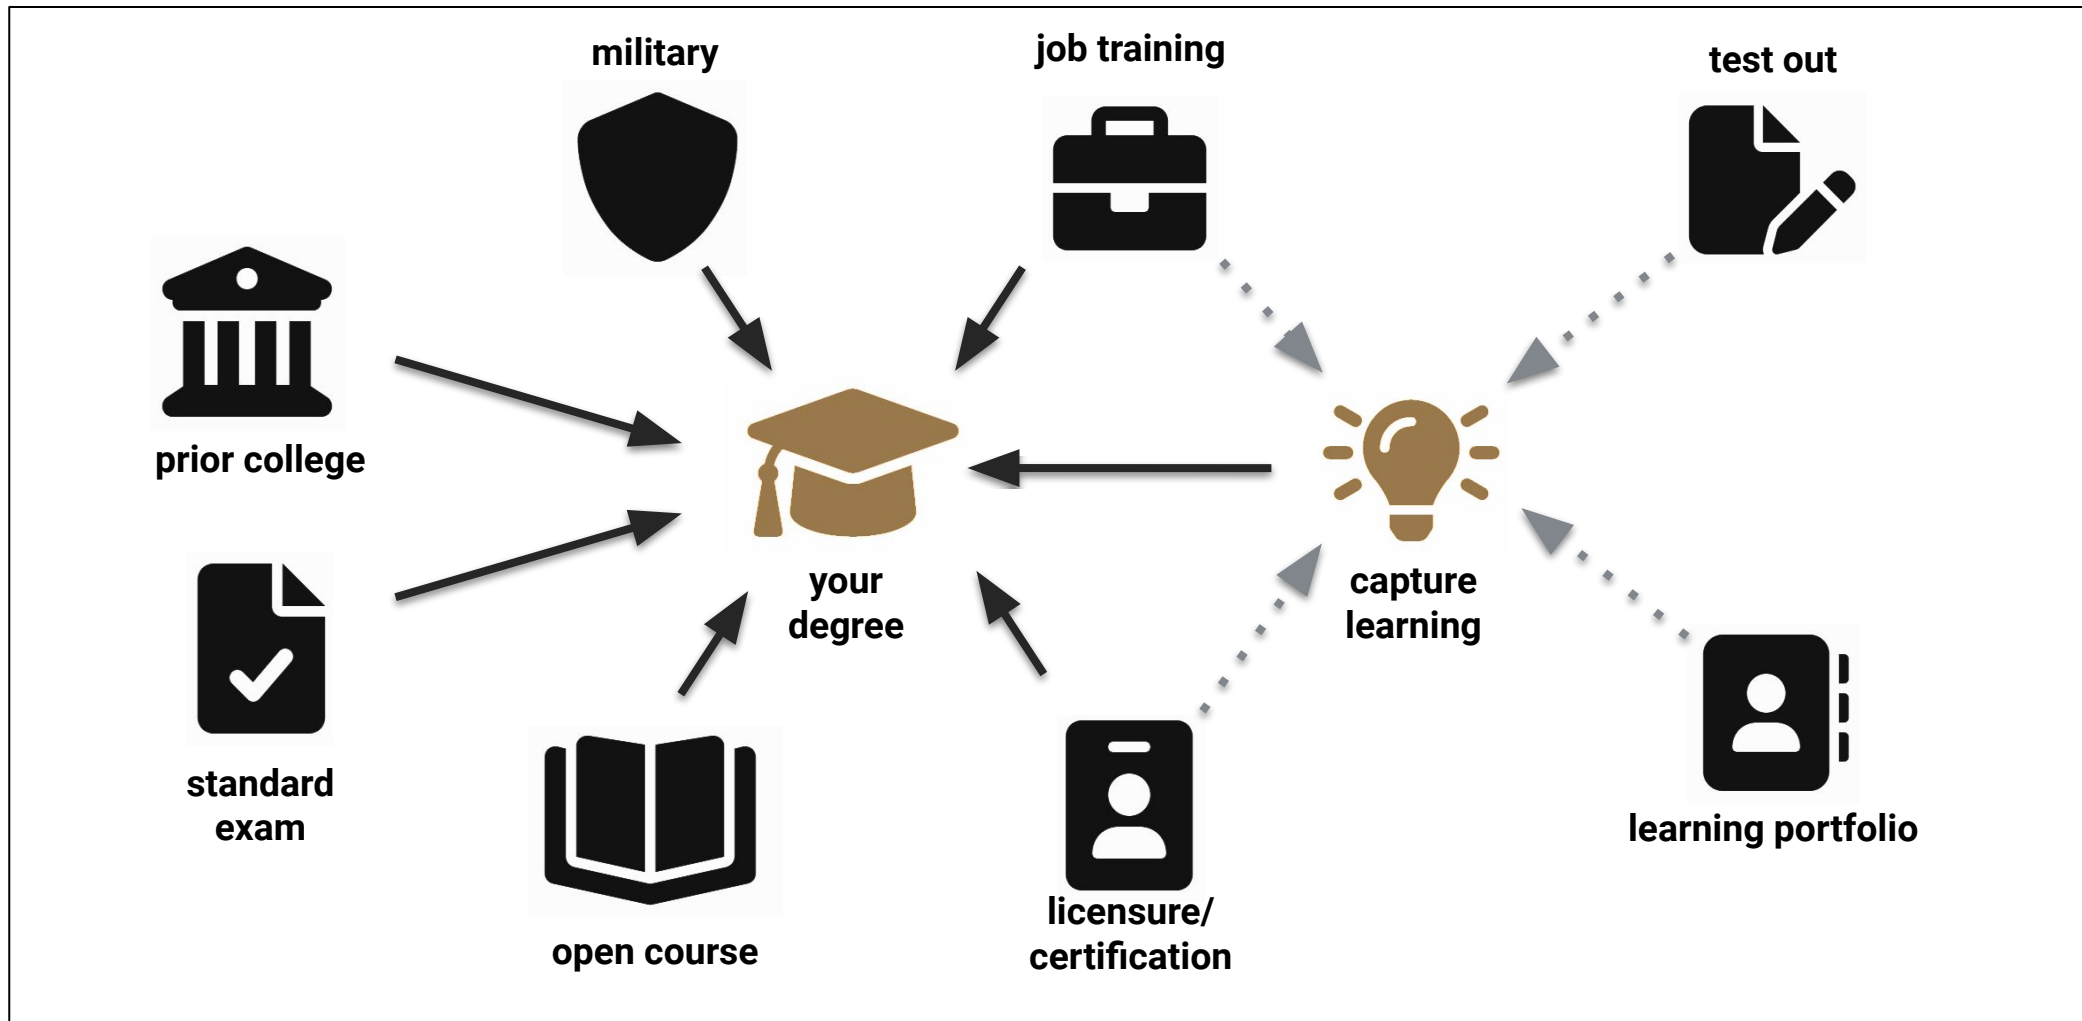 military
job training
test out
prior college
your
degree
capture
learning
standard
exam
learning portfolio
open course
licensure/
certification